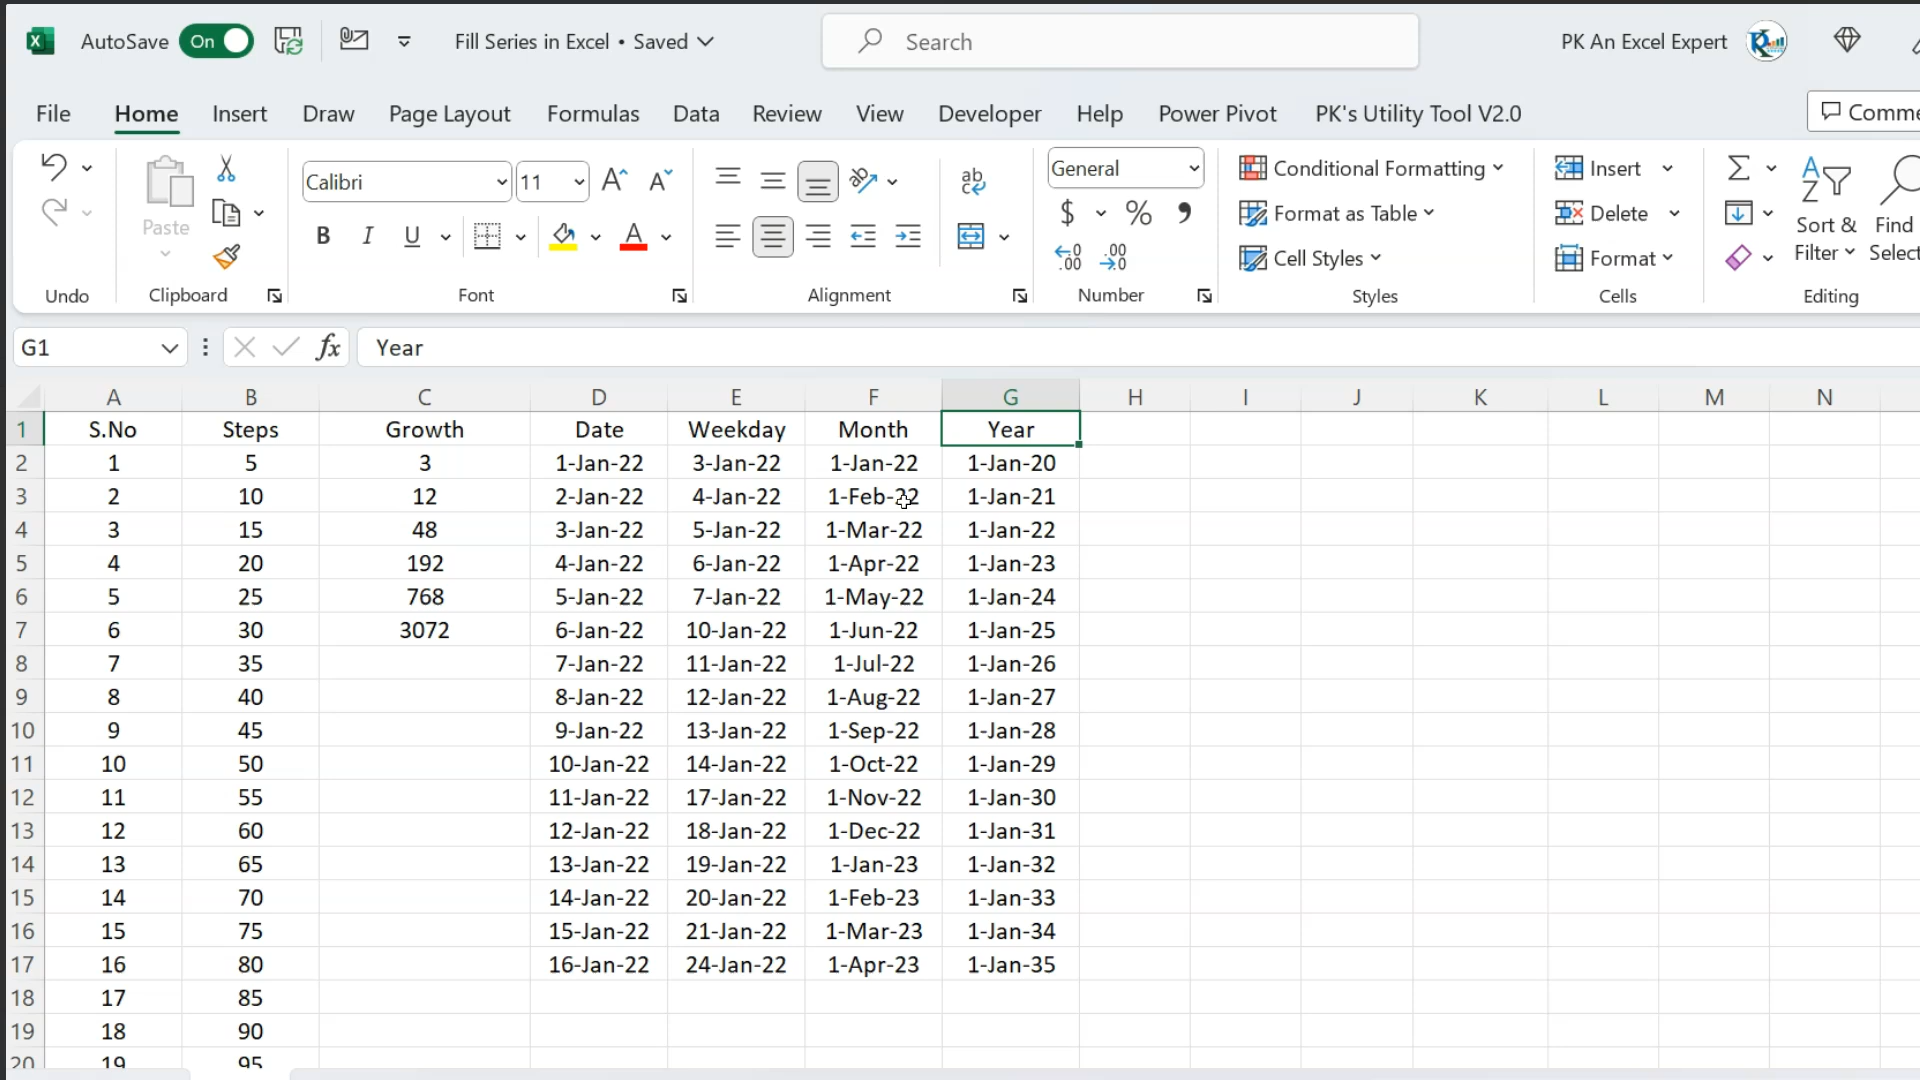 AutoSave On Fill Series in Excel • Saved Search PK An Excel Expert
File Home Insert Draw Page Layout Formulas Data Review View Developer Help Power Pivot PK's Utility Tool V2.0 Comme
Calibri 11 General Conditional Formatting Insert
Paste Format as Table Delete Sort & Find
Cell Styles Format Filter Select
Undo Clipboard Font Alignment Number Styles Cells Editing
G1 fx Year
A B C D E F G H I J K L M N
1 S.No Steps Growth Date Weekday Month Year
2 1 5 3 1-Jan-22 3-Jan-22 1-Jan-22 1-Jan-20
3 2 10 12 2-Jan-22 4-Jan-22 1-Feb-22 1-Jan-21
4 3 15 48 3-Jan-22 5-Jan-22 1-Mar-22 1-Jan-22
5 4 20 192 4-Jan-22 6-Jan-22 1-Apr-22 1-Jan-23
6 5 25 768 5-Jan-22 7-Jan-22 1-May-22 1-Jan-24
7 6 30 3072 6-Jan-22 10-Jan-22 1-Jun-22 1-Jan-25
8 7 35 7-Jan-22 11-Jan-22 1-Jul-22 1-Jan-26
9 8 40 8-Jan-22 12-Jan-22 1-Aug-22 1-Jan-27
10 9 45 9-Jan-22 13-Jan-22 1-Sep-22 1-Jan-28
11 10 50 10-Jan-22 14-Jan-22 1-Oct-22 1-Jan-29
12 11 55 11-Jan-22 17-Jan-22 1-Nov-22 1-Jan-30
13 12 60 12-Jan-22 18-Jan-22 1-Dec-22 1-Jan-31
14 13 65 13-Jan-22 19-Jan-22 1-Jan-23 1-Jan-32
15 14 70 14-Jan-22 20-Jan-22 1-Feb-23 1-Jan-33
16 15 75 15-Jan-22 21-Jan-22 1-Mar-23 1-Jan-34
17 16 80 16-Jan-22 24-Jan-22 1-Apr-23 1-Jan-35
18 17 85
19 18 90
20 19 95